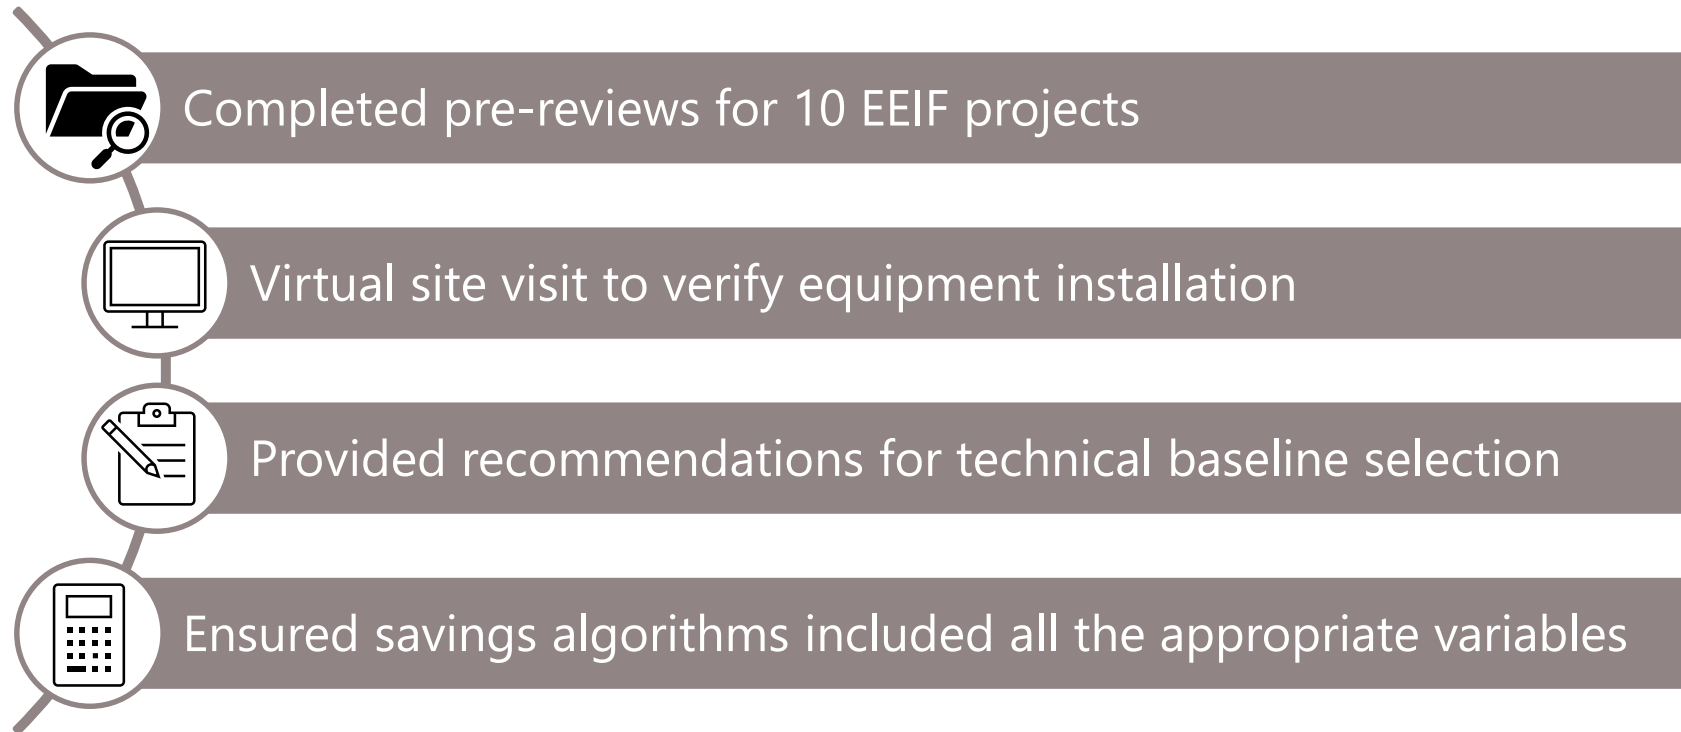 Completed pre-reviews for 10 EEIF projects
Virtual site visit to verify equipment installation
Provided recommendations for technical baseline selection
Ensured savings algorithms included all the appropriate variables